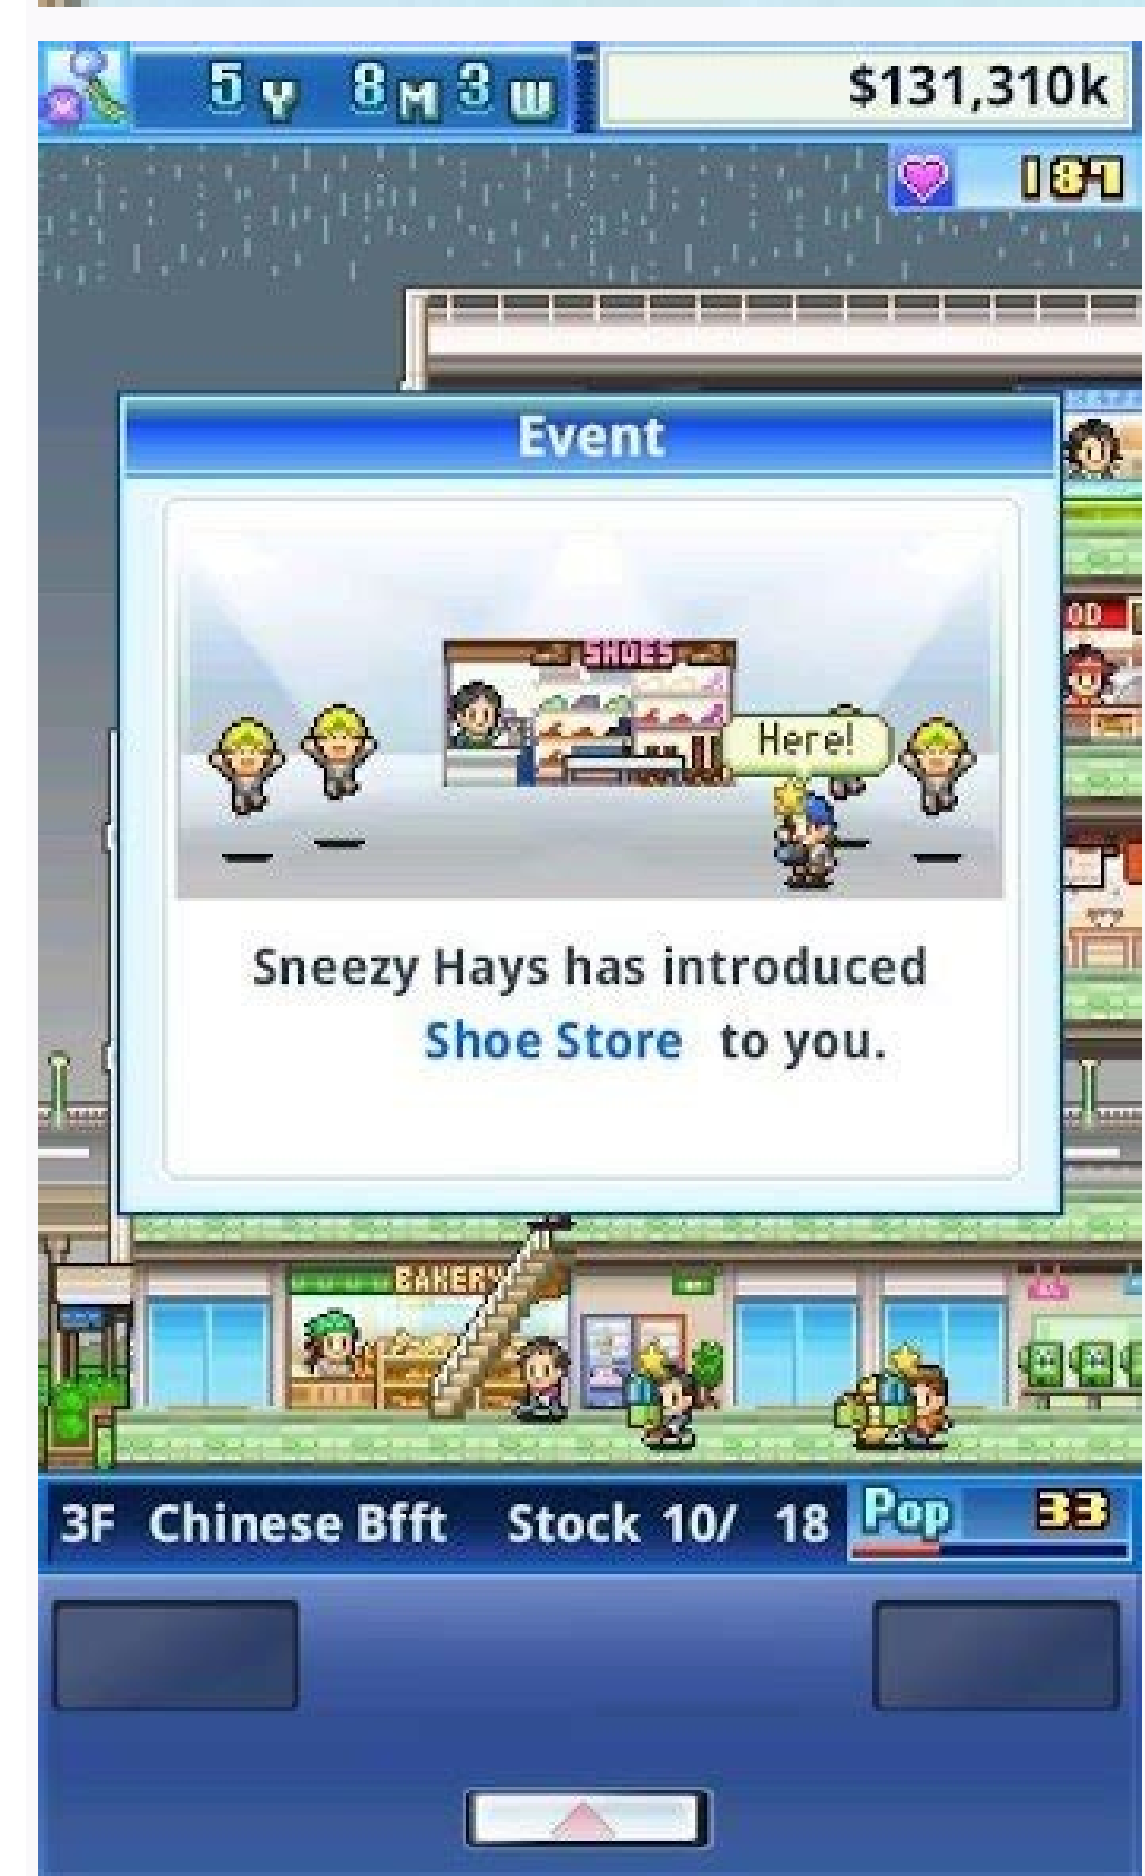 5Y 8M 3W
$131,310k
187
Event
SHOES
Here!
Sneezy Hays has introduced
Shoe Store to you.
BAKERY
3F Chinese Bfft Stock 10/ 18
Pop 33